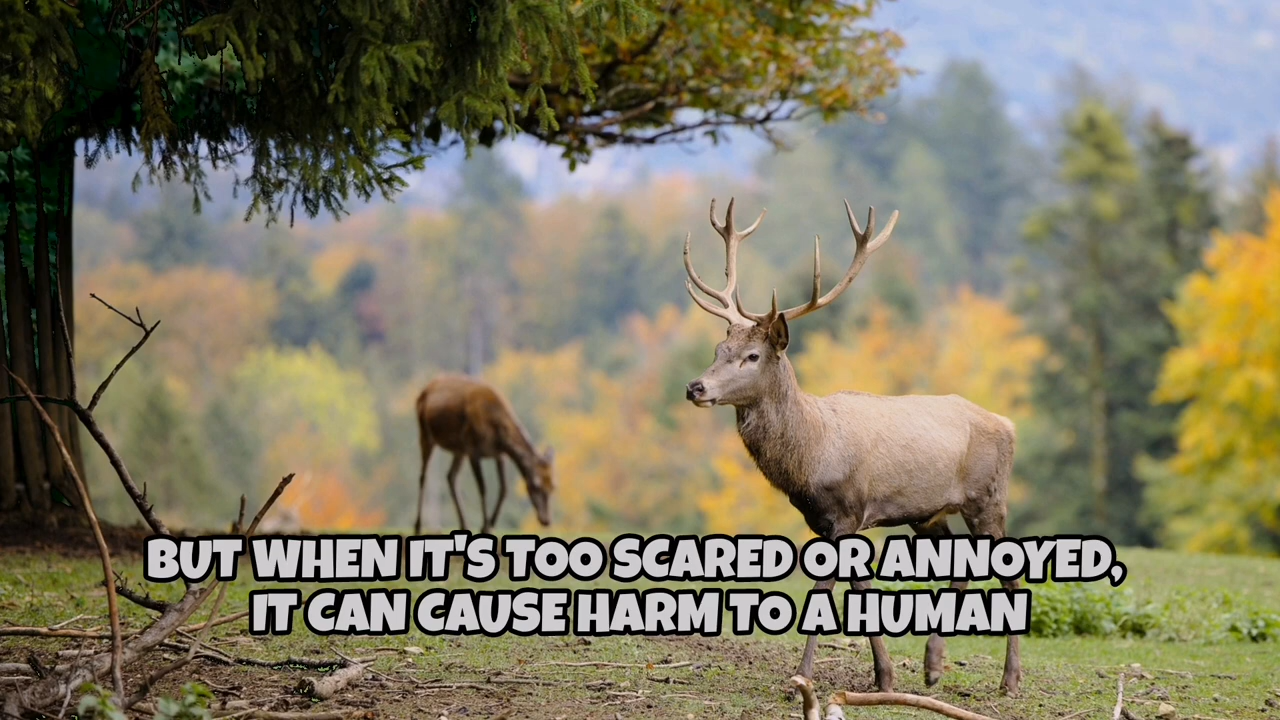 BUT WHEN IT'S TOO SCARED OR ANNOYED,
IT CAN CAUSE HARM TO A HUMAN